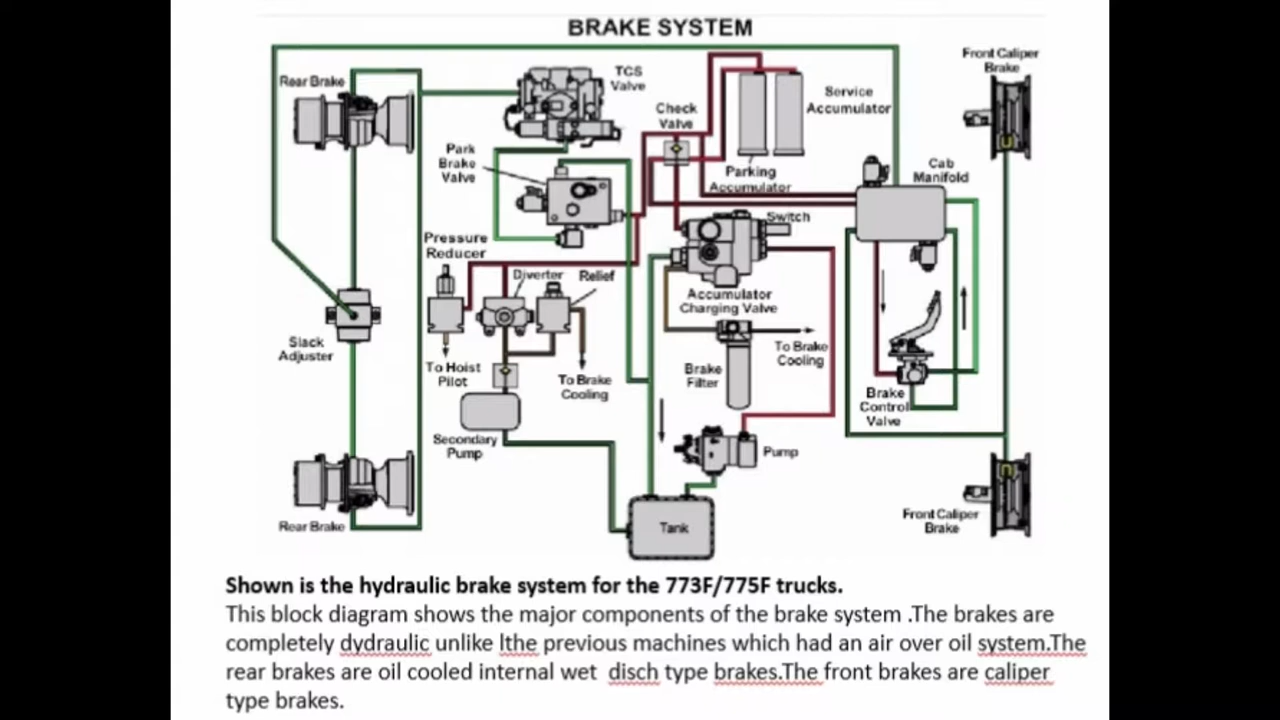 BRAKE SYSTEM
Front Caliper
Brake
Rear Brake
TCS
Valve
Service
Accumulator
Check
Valve
Park
Brake
Valve
Parking
Accumulator
Cab
Manifold
Switch
Pressure
Reducer
Diverter
Relief
Accumulator
Charging Valve
Slack
Adjuster
To Hoist
Pilot
To Brake
Cooling
Brake
Filter
To Brake
Cooling
Brake
Control
Valve
Secondary
Pump
Pump
Rear Brake
Tank
Front Caliper
Brake
Shown is the hydraulic brake system for the 773F/775F trucks.
This block diagram shows the major components of the brake system .The brakes are
completely dydraulic unlike lthe previous machines which had an air over oil system.The
rear brakes are oil cooled internal wet  disch type brakes.The front brakes are caliper
type brakes.